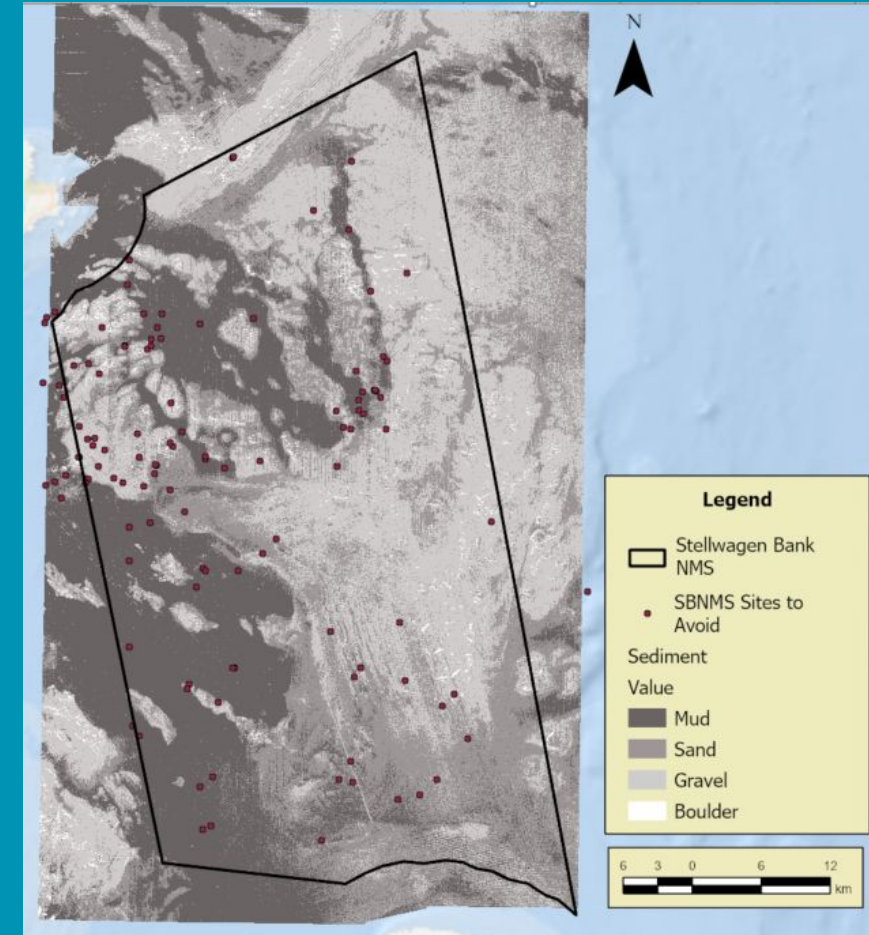 N
Legend
Stellwagen Bank
NMS
SBNMS Sites to
Avoid
Sediment
Value
Mud
Sand
Gravel
Boulder
6 3 0 6 12
km